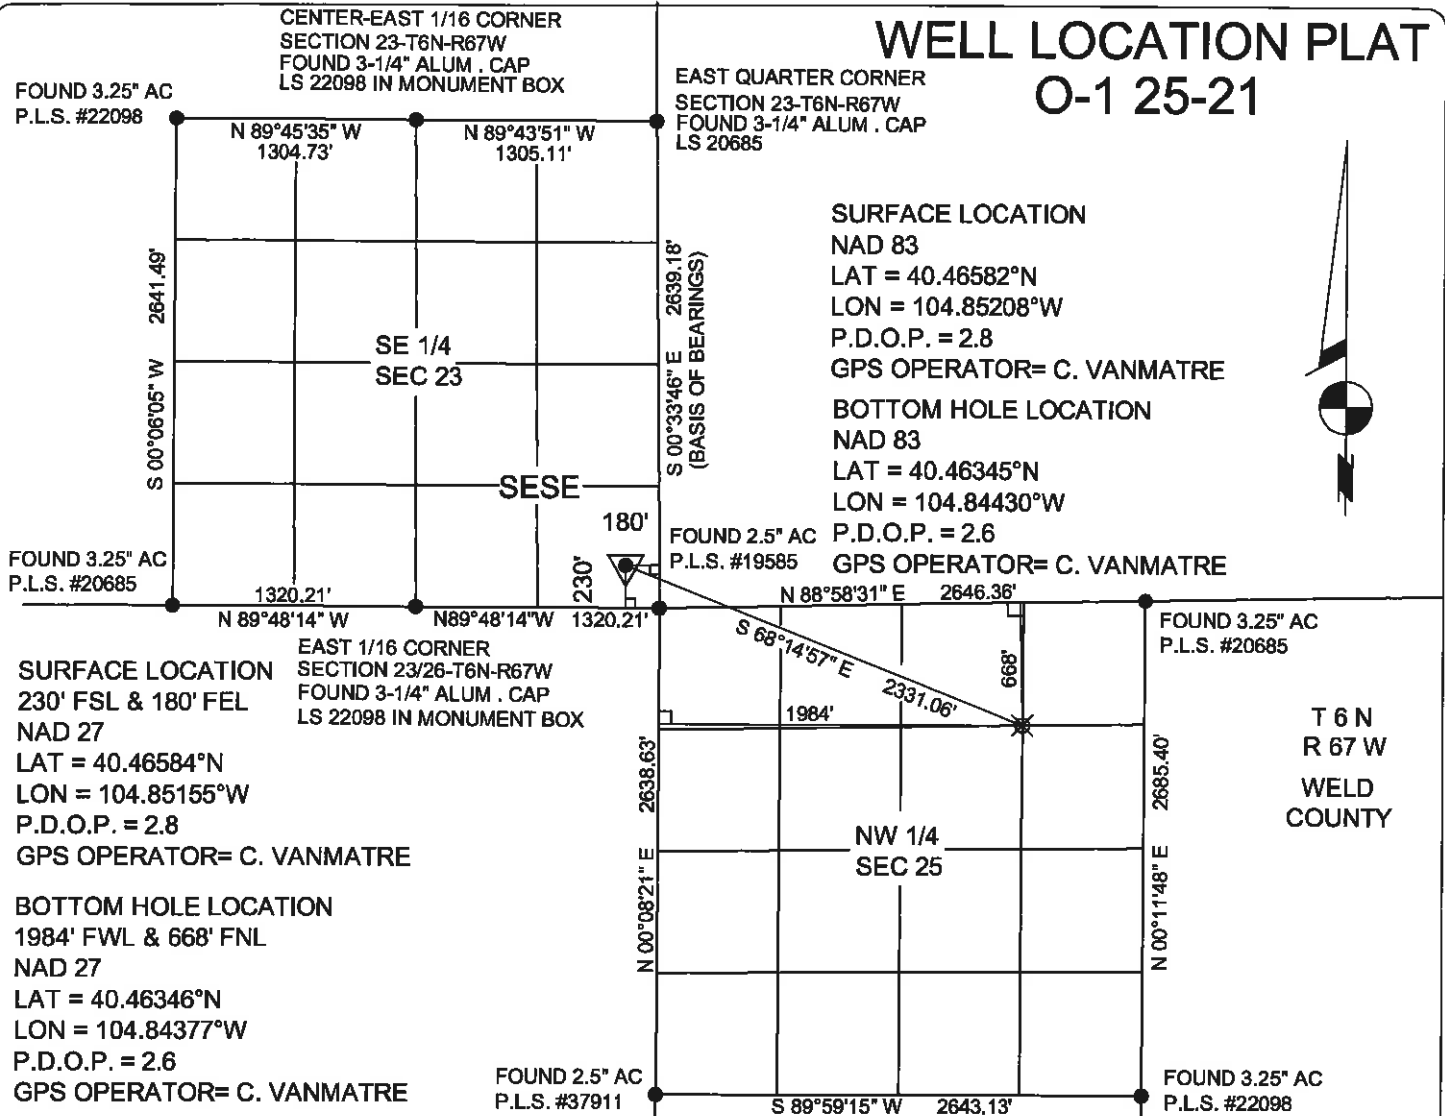 WELL LOCATION PLAT
O-1 25-21
CENTER-EAST 1/16 CORNER
SECTION 23-T6N-R67W
FOUND 3-1/4" ALUM . CAP
LS 22098 IN MONUMENT BOX
FOUND 3.25" AC
P.L.S. #22098
EAST QUARTER CORNER
SECTION 23-T6N-R67W
FOUND 3-1/4" ALUM . CAP
LS 20685
N 89°45'35" W
1304.73'
N 89°43'51" W
1305.11'
S 00°06'05" W 2641.49'
S 00°33'46" E 2639.18'
(BASIS OF BEARINGS)
SE 1/4
SEC 23
SESE
180'
230'
SURFACE LOCATION
NAD 83
LAT = 40.46582°N
LON = 104.85208°W
P.D.O.P. = 2.8
GPS OPERATOR= C. VANMATRE
BOTTOM HOLE LOCATION
NAD 83
LAT = 40.46345°N
LON = 104.84430°W
P.D.O.P. = 2.6
GPS OPERATOR= C. VANMATRE
N
FOUND 2.5" AC
P.L.S. #19585
FOUND 3.25" AC
P.L.S. #20685
1320.21'
N 89°48'14" W
N89°48'14"W 1320.21'
EAST 1/16 CORNER
SECTION 23/26-T6N-R67W
FOUND 3-1/4" ALUM . CAP
LS 22098 IN MONUMENT BOX
N 88°58'31" E 2646.36'
S 68°14'57" E 2331.06'
668'
1984'
FOUND 3.25" AC
P.L.S. #20685
SURFACE LOCATION
230' FSL & 180' FEL
NAD 27
LAT = 40.46584°N
LON = 104.85155°W
P.D.O.P. = 2.8
GPS OPERATOR= C. VANMATRE
BOTTOM HOLE LOCATION
1984' FWL & 668' FNL
NAD 27
LAT = 40.46346°N
LON = 104.84377°W
P.D.O.P. = 2.6
GPS OPERATOR= C. VANMATRE
N 00°08'21" E 2638.63'
NW 1/4
SEC 25
N 00°11'48" E 2685.40'
T 6 N
R 67 W
WELD
COUNTY
FOUND 2.5" AC
P.L.S. #37911
S 89°59'15" W 2643.13'
FOUND 3.25" AC
P.L.S. #22098